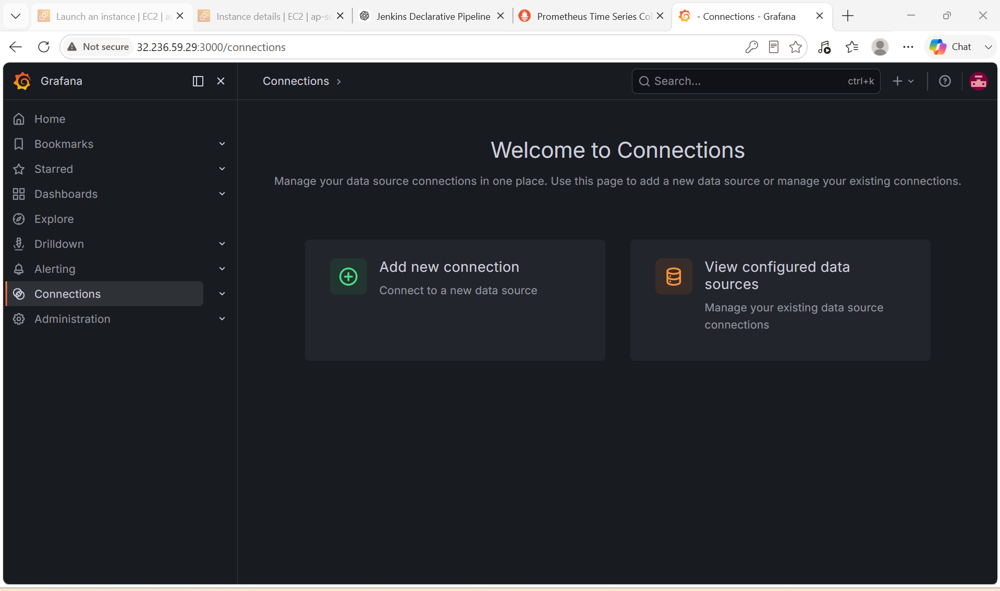 Launch an instance | EC2 | a
Instance details | EC2 | ap-s
Jenkins Declarative Pipeline
Prometheus Time Series Col
- Connections - Grafana
Not secure
32.236.59.29:3000/connections
Chat
Grafana
Connections
Search...
ctrl+k
Home
Bookmarks
Starred
Dashboards
Explore
Drilldown
Alerting
Connections
Administration
Welcome to Connections
Manage your data source connections in one place. Use this page to add a new data source or manage your existing connections.
Add new connection
Connect to a new data source
View configured data
sources
Manage your existing data source
connections